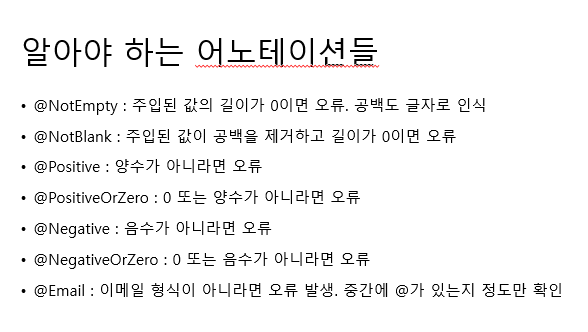 알아야 하는 어노테이션들
• @NotEmpty : 주입된 값의 길이가 0이면 오류. 공백도 글자로 인식
• @NotBlank : 주입된 값이 공백을 제거하고 길이가 0이면 오류
• @Positive : 양수가 아니라면 오류
• @PositiveOrZero : 0 또는 양수가 아니라면 오류
• @Negative : 음수가 아니라면 오류
• @NegativeOrZero : 0 또는 음수가 아니라면 오류
• @Email : 이메일 형식이 아니라면 오류 발생. 중간에 @가 있는지 정도만 확인